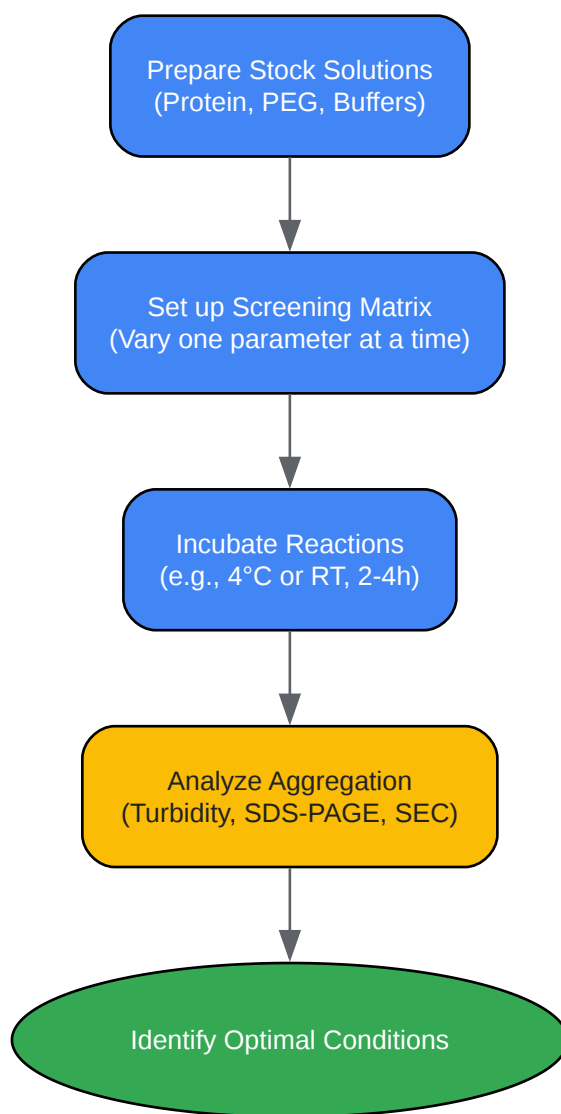 Prepare Stock Solutions
(Protein, PEG, Buffers)
Set up Screening Matrix
(Vary one parameter at a time)
Incubate Reactions
(e.g., 4°C or RT, 2-4h)
Analyze Aggregation
(Turbidity, SDS-PAGE, SEC)
Identify Optimal Conditions